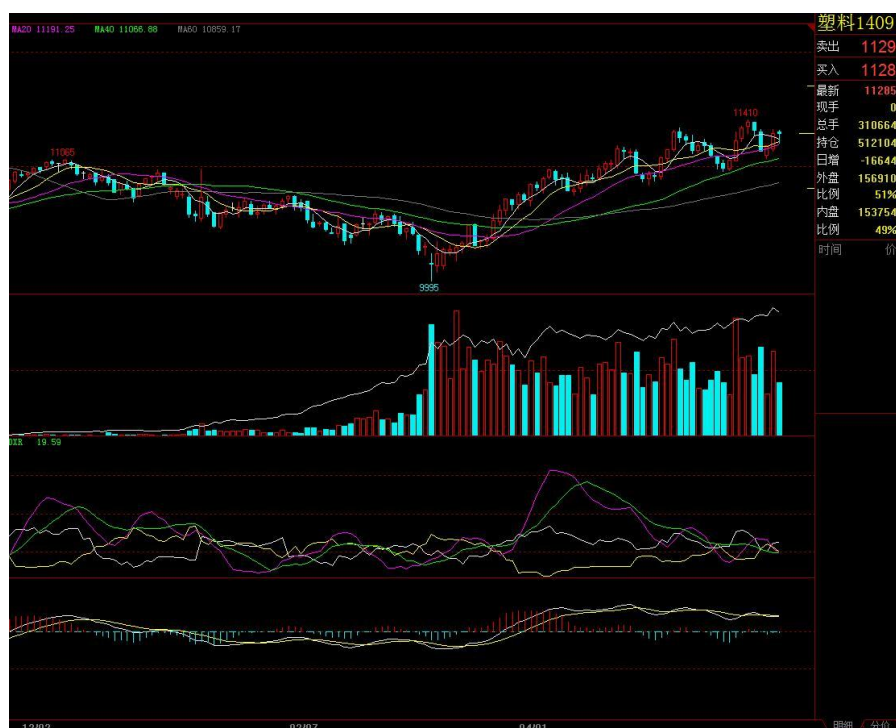 塑料1409
MA20 11191.25 MA40 11066.88 MA60 10859.17
卖出 1129
买入 1128
最新 11285
现手 0
总手 310664
持仓 512104
日增 -16644
外盘 156910
比例 51%
内盘 153754
比例 49%
时间 价
11410
11065
9995
19.59
04/01
明细 分价